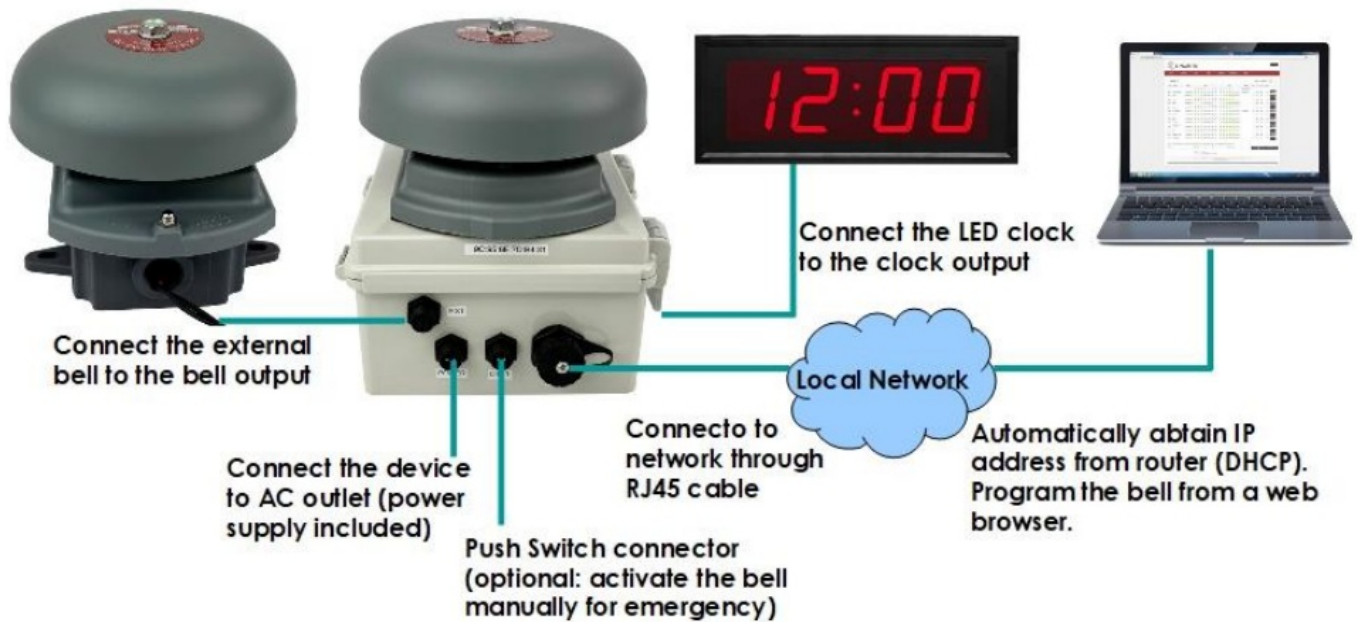 12:00
Connect the LED clock
to the clock output
Connect the external
bell to the bell output
EXT
Local Network
Connect the device
to AC outlet (power
supply included)
Connecto to
network through
RJ45 cable
Automatically abtain IP
address from router (DHCP).
Program the bell from a web
browser.
Push Switch connector
(optional: activate the bell
manually for emergency)